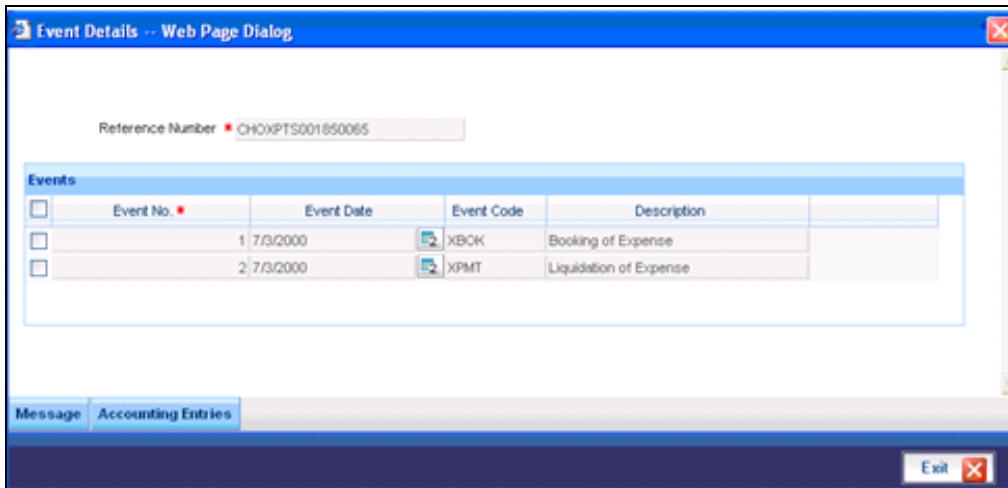 Event Details -- Web Page Dialog
Reference Number * CHOXPTS001850065
Events
Event No. * Event Date Event Code Description
1 7/3/2000 XBOK Booking of Expense
2 7/3/2000 XPMT Liquidation of Expense
Message Accounting Entries
Exit